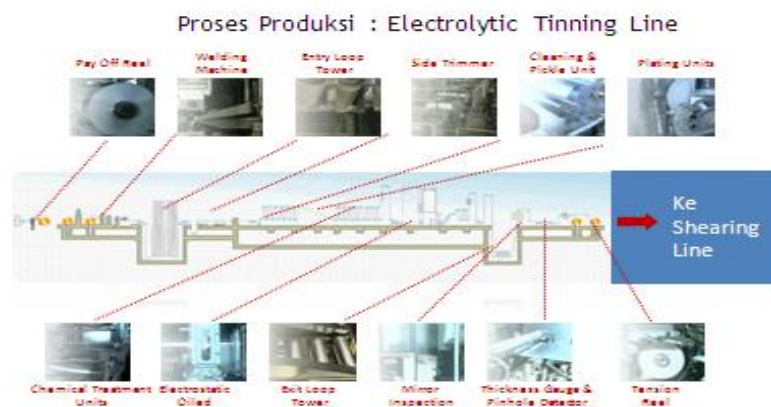 Proses Produksi : Electrolytic Tinning Line
Pay Off Reel
Welding
Machine
Entry Loop
Tower
Side Trimmer
Cleaning &
Pickle Unit
Plating Units
Ke
Shearing
Line
Chemical Treatment
Units
Electrostatic
Oiled
Exit Loop
Tower
Mirror
Inspection
Thickness Gauge &
Pinhole Detector
Tension
Reel